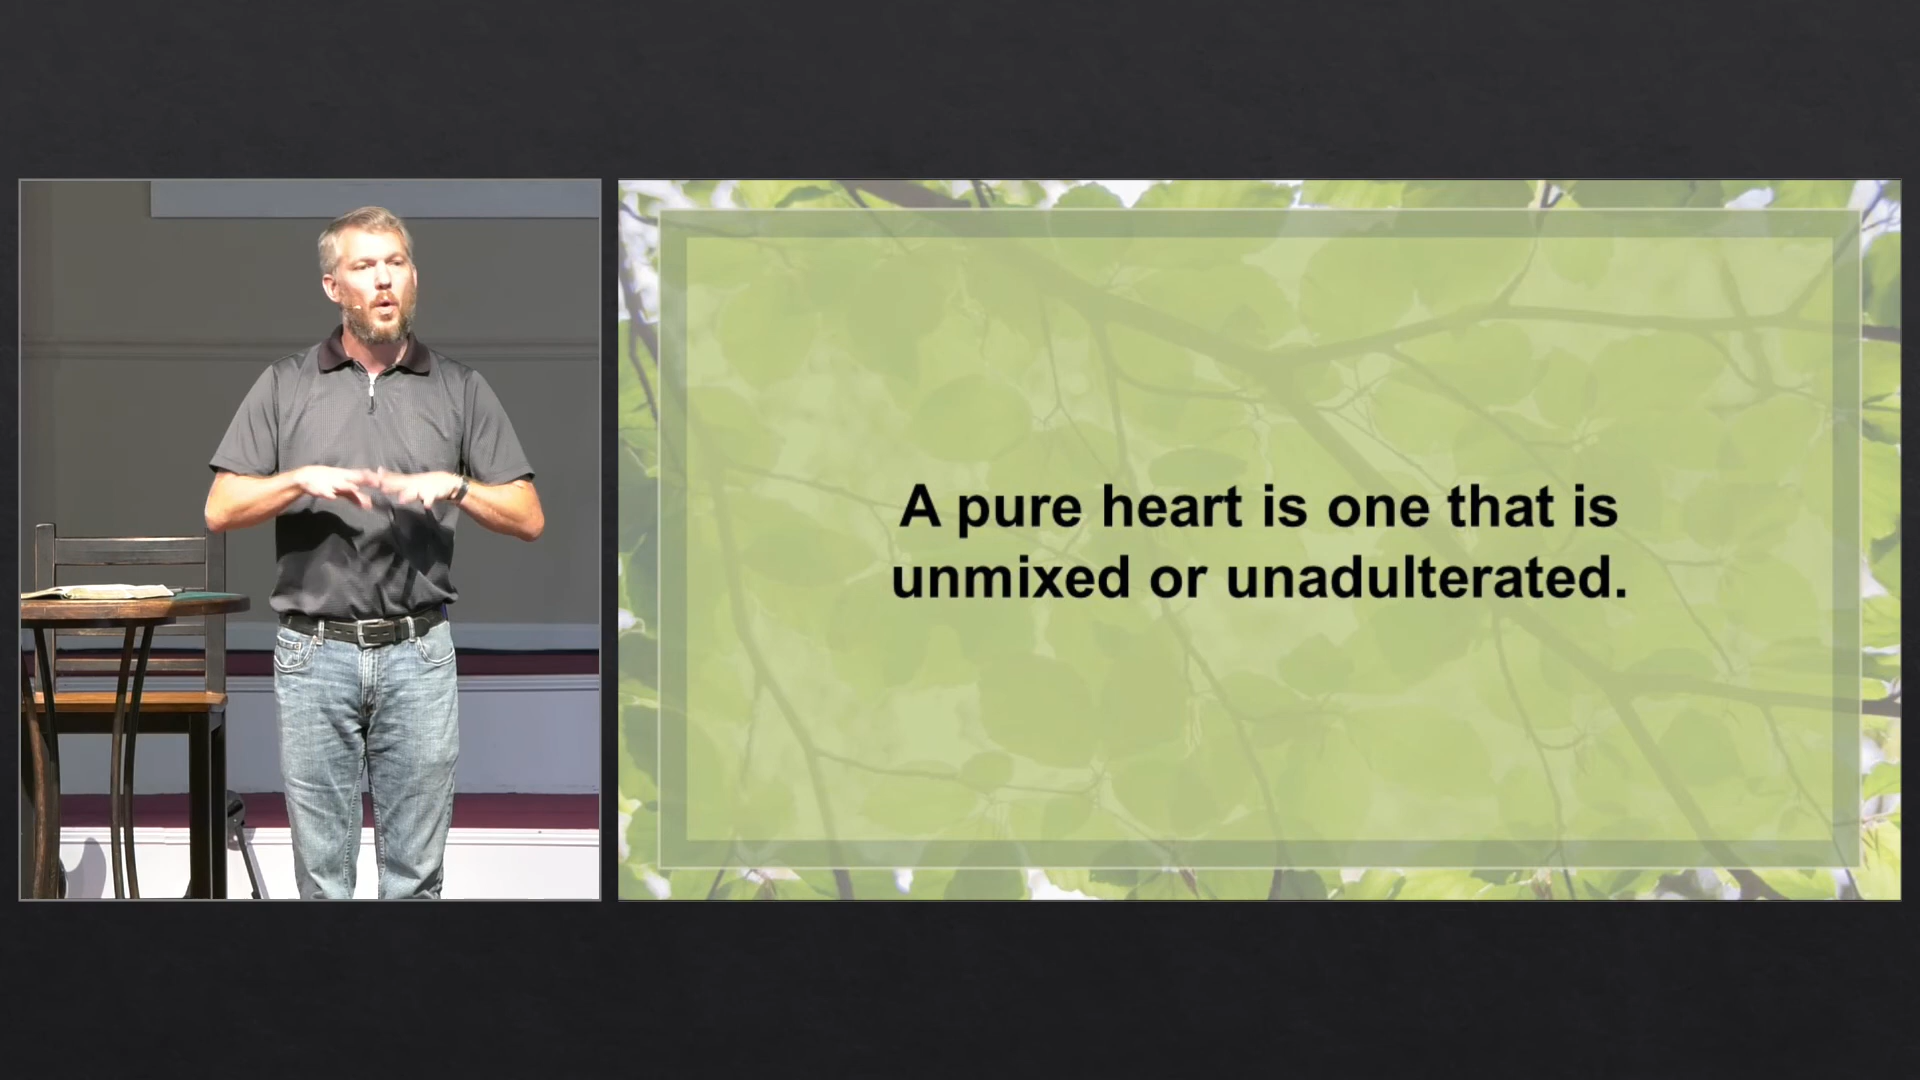 A pure heart is one that is
unmixed or unadulterated.